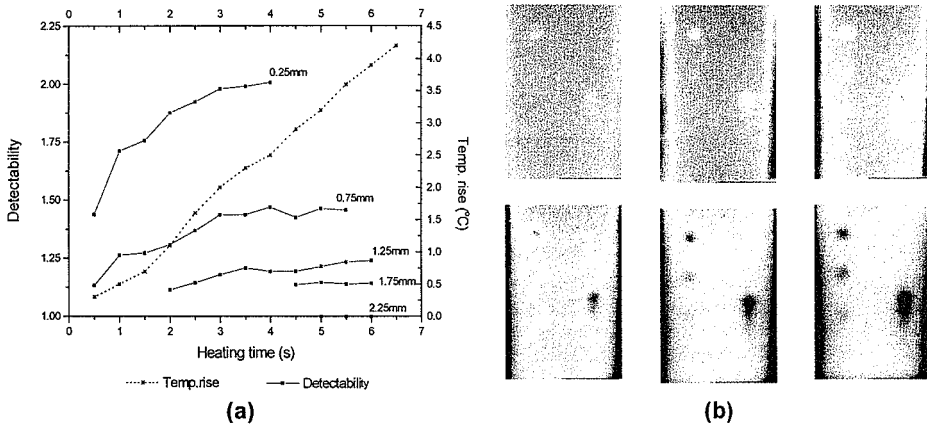 0 1 2 3 4 5 6 7
2.25
2.00
1.75
1.50
1.25
1.00
Detectability
4.5
4.0
3.5
3.0
2.5
2.0
1.5
1.0
0.5
0.0
Temp. rise (°C)
0.25mm
0.75mm
1.25mm
1.75mm
2.25mm
0 1 2 3 4 5 6 7
Heating time (s)
Temp.rise Detectability
(a) (b)